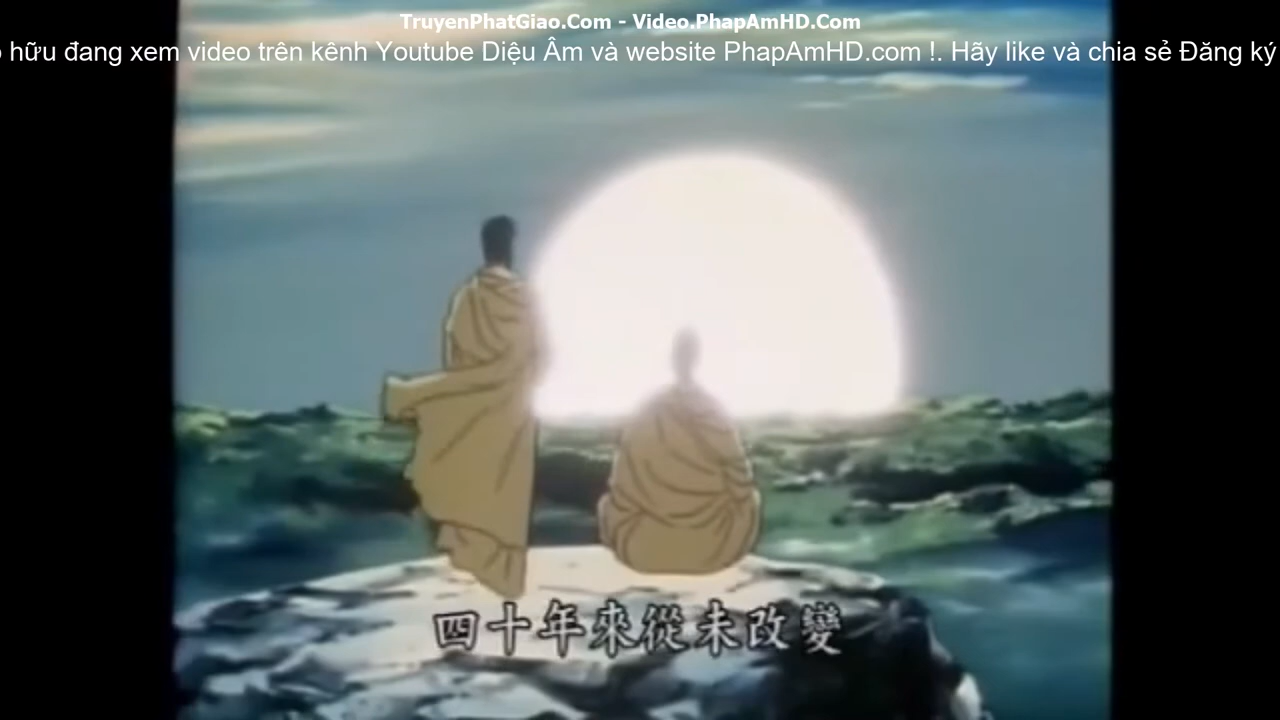 TruyenPhatGiao.Com - Video.PhapAmHD.Com
hữu đang xem video trên kênh Youtube Diệu Âm và website PhapAmHD.com !. Hãy like và chia sẻ Đăng ký
四十年來從未改變